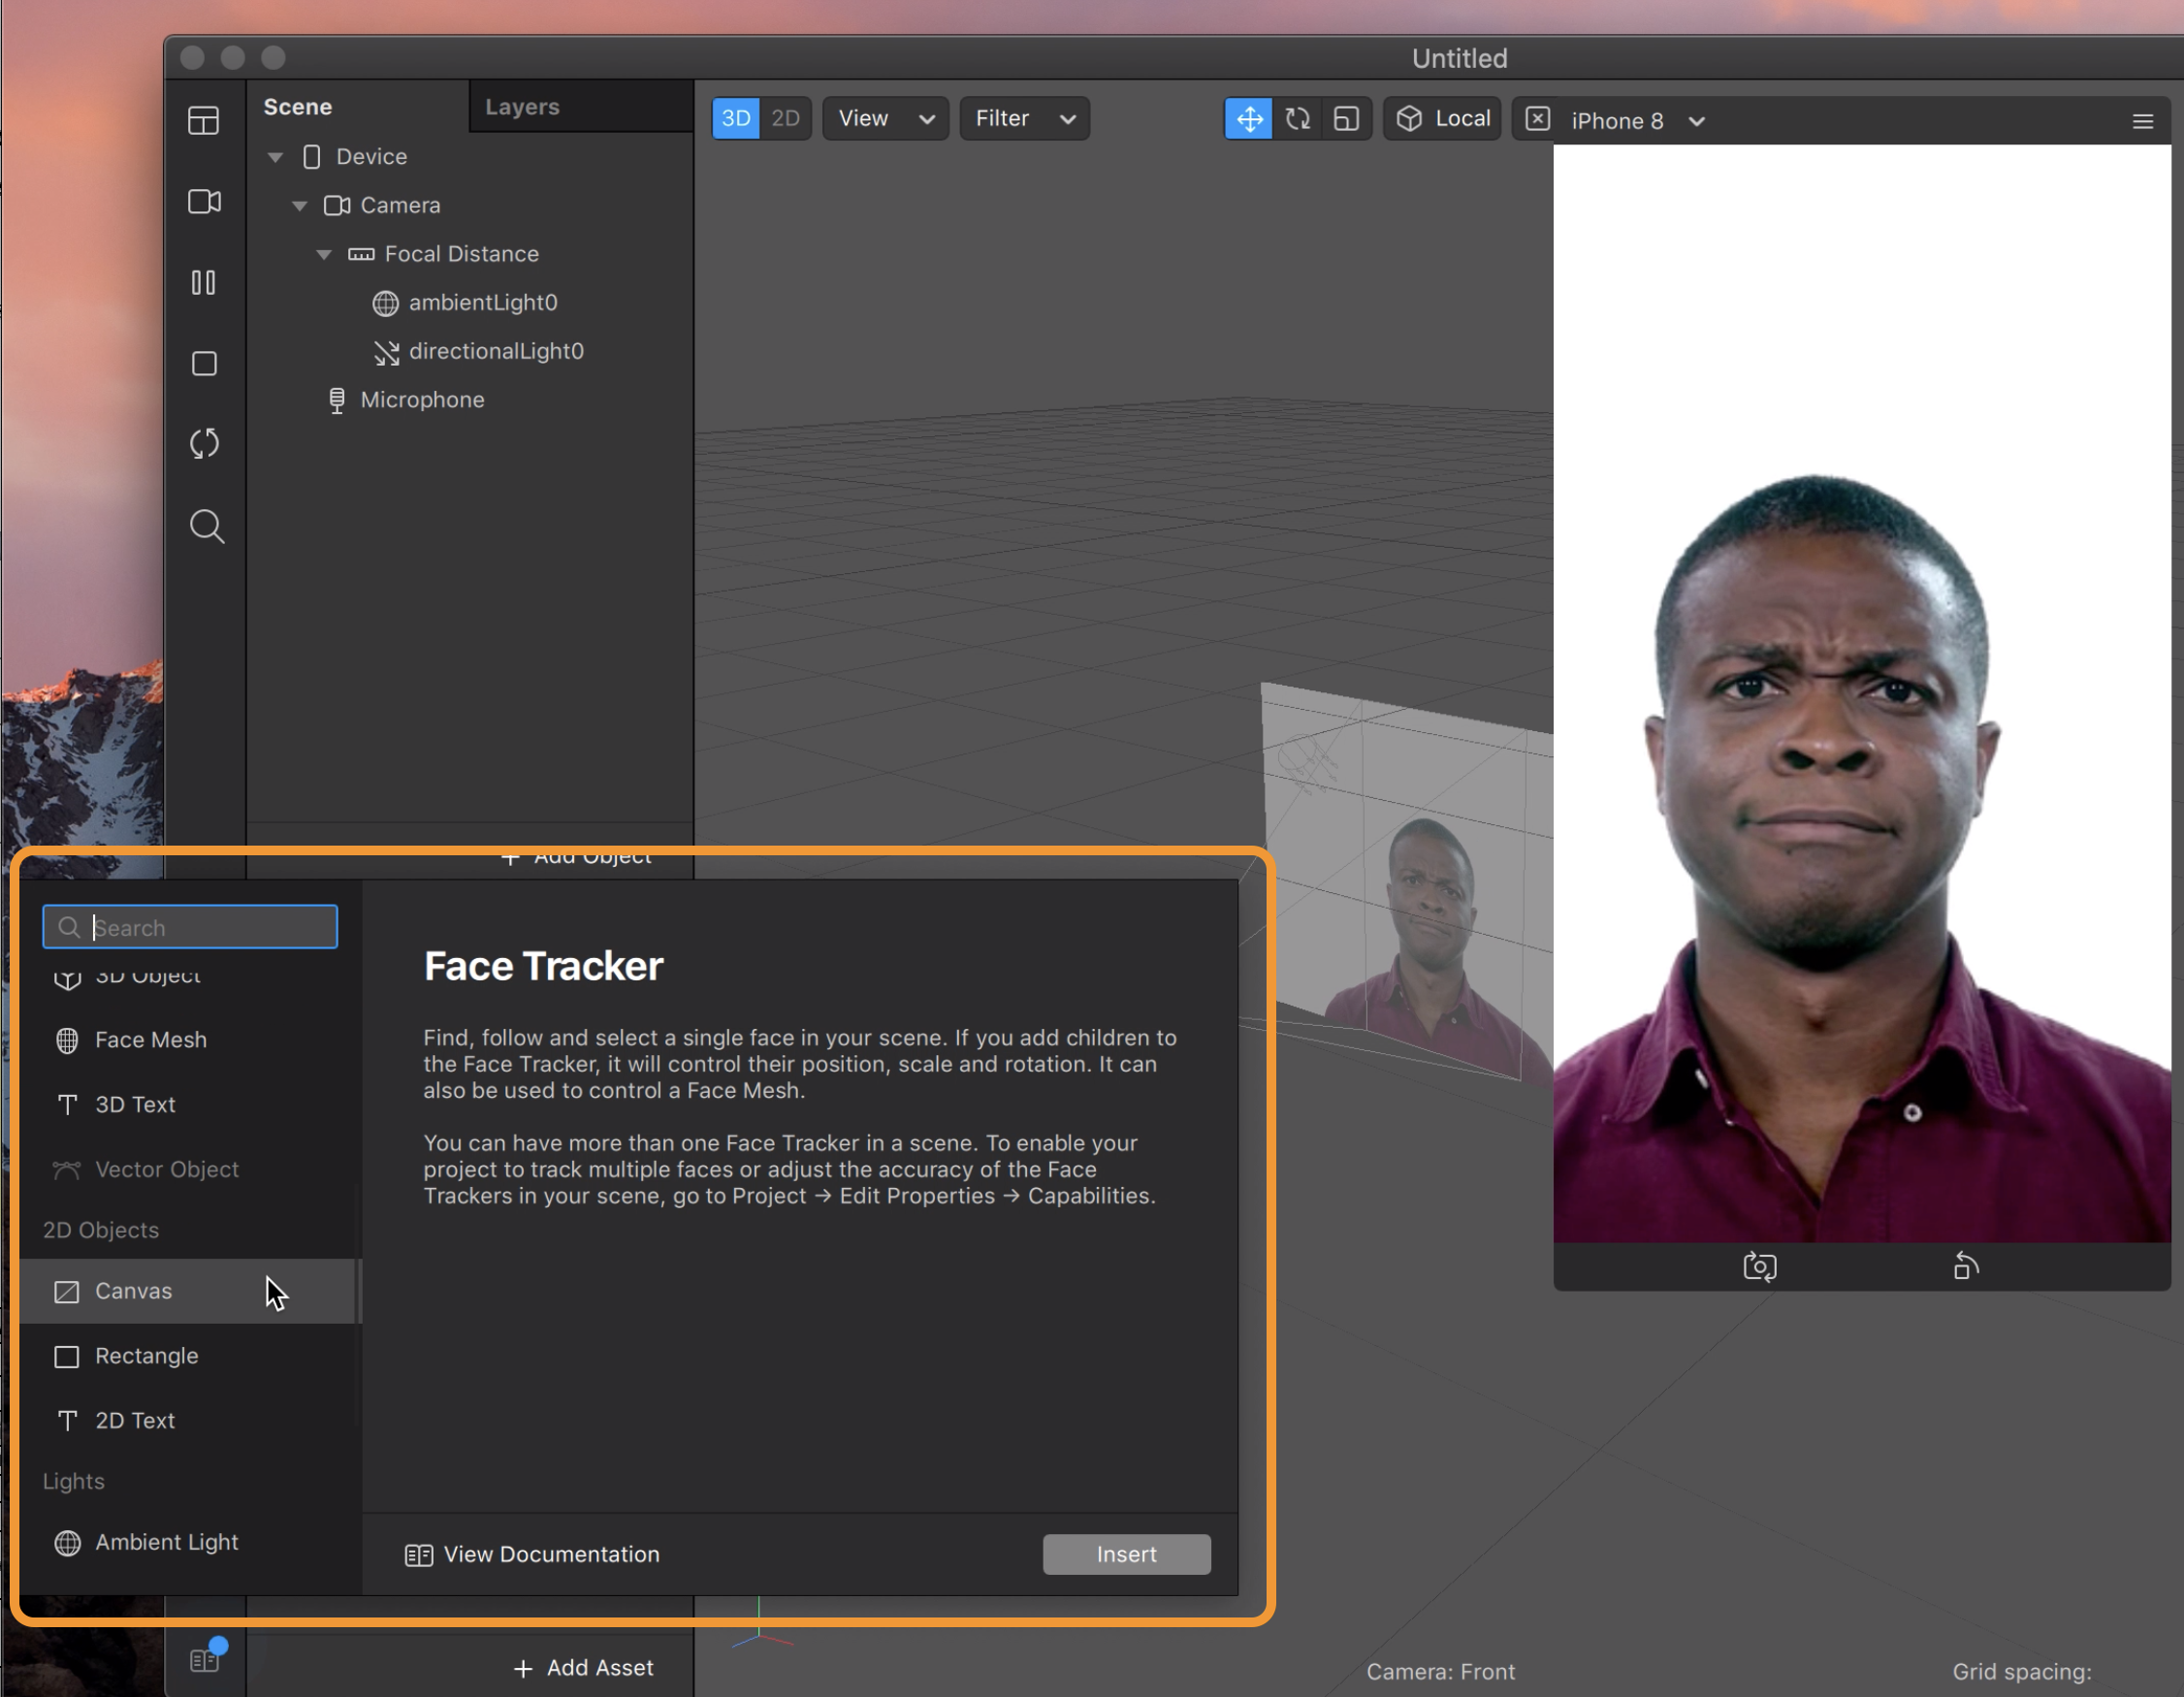 Untitled
Scene
Layers
3D
2D
View
Filter
Local
iPhone 8
Device
Camera
Focal Distance
ambientLight0
directionalLight0
Microphone
+ Add Object
Search
3D Object
Face Mesh
3D Text
Vector Object
2D Objects
Canvas
Rectangle
2D Text
Lights
Ambient Light
Face Tracker
Find, follow and select a single face in your scene. If you add children to
the Face Tracker, it will control their position, scale and rotation. It can
also be used to control a Face Mesh.
You can have more than one Face Tracker in a scene. To enable your
project to track multiple faces or adjust the accuracy of the Face
Trackers in your scene, go to Project → Edit Properties → Capabilities.
View Documentation
Insert
+ Add Asset
Camera: Front
Grid spacing: